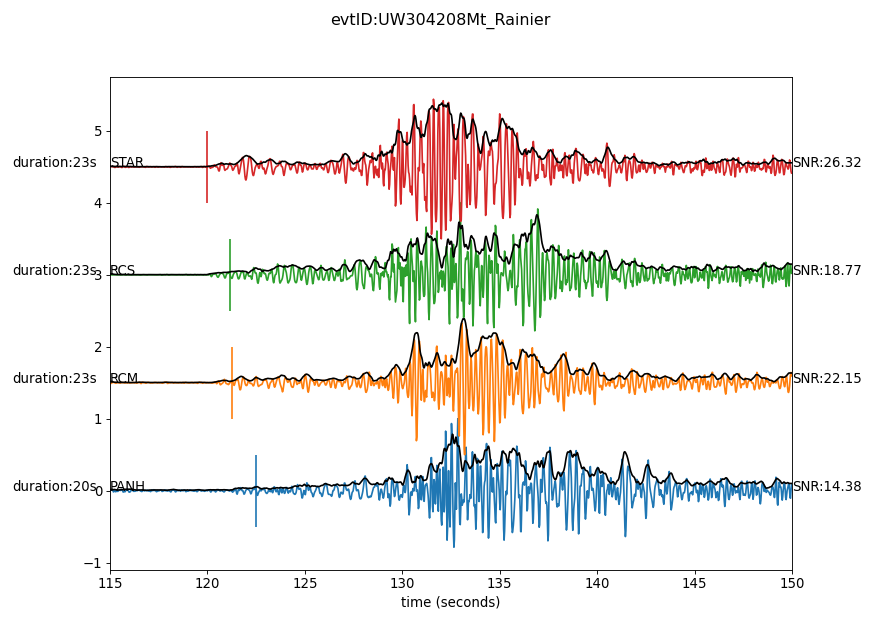 evtID:UW304208Mt_Rainier
5
duration:23s STAR SNR:26.32
4
duration:23s 3 RCS SNR:18.77
2
duration:23s RCM SNR:22.15
1
duration:20s 0 PANH SNR:14.38
−1
115 120 125 130 135 140 145 150
time (seconds)